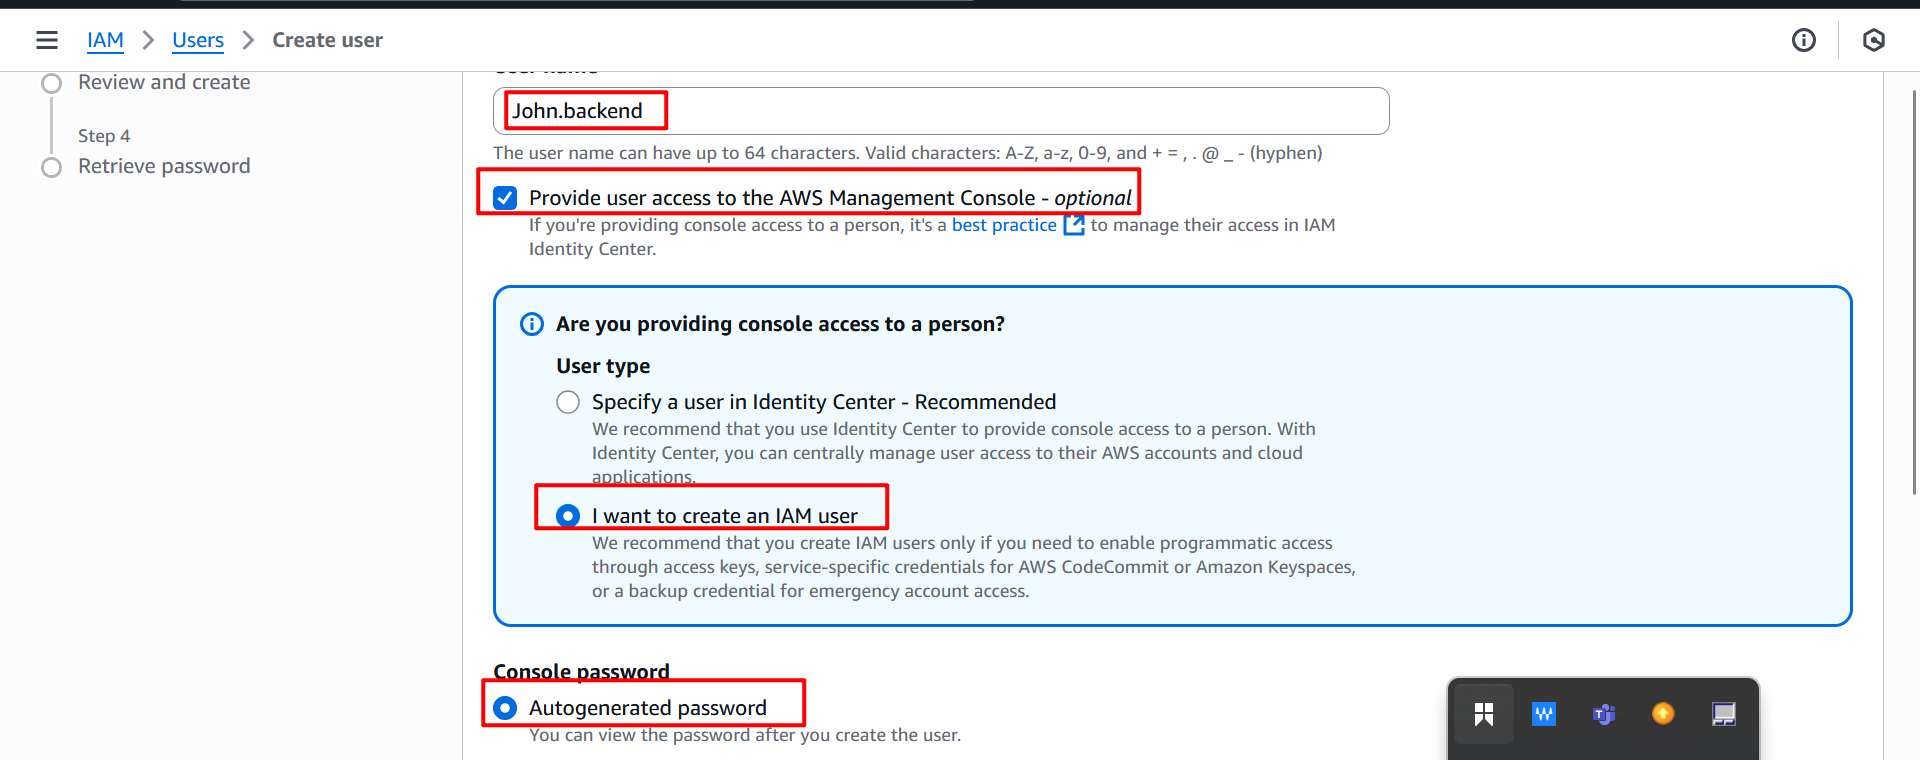 IAM > Users > Create user
Review and create
Step 4
Retrieve password
User name
John.backend
The user name can have up to 64 characters. Valid characters: A-Z, a-z, 0-9, and + = , . @ _ - (hyphen)
Provide user access to the AWS Management Console - optional
If you're providing console access to a person, it's a best practice to manage their access in IAM
Identity Center.
Are you providing console access to a person?
User type
Specify a user in Identity Center - Recommended
We recommend that you use Identity Center to provide console access to a person. With
Identity Center, you can centrally manage user access to their AWS accounts and cloud
applications.
I want to create an IAM user
We recommend that you create IAM users only if you need to enable programmatic access
through access keys, service-specific credentials for AWS CodeCommit or Amazon Keyspaces,
or a backup credential for emergency account access.
Console password
Autogenerated password
You can view the password after you create the user.